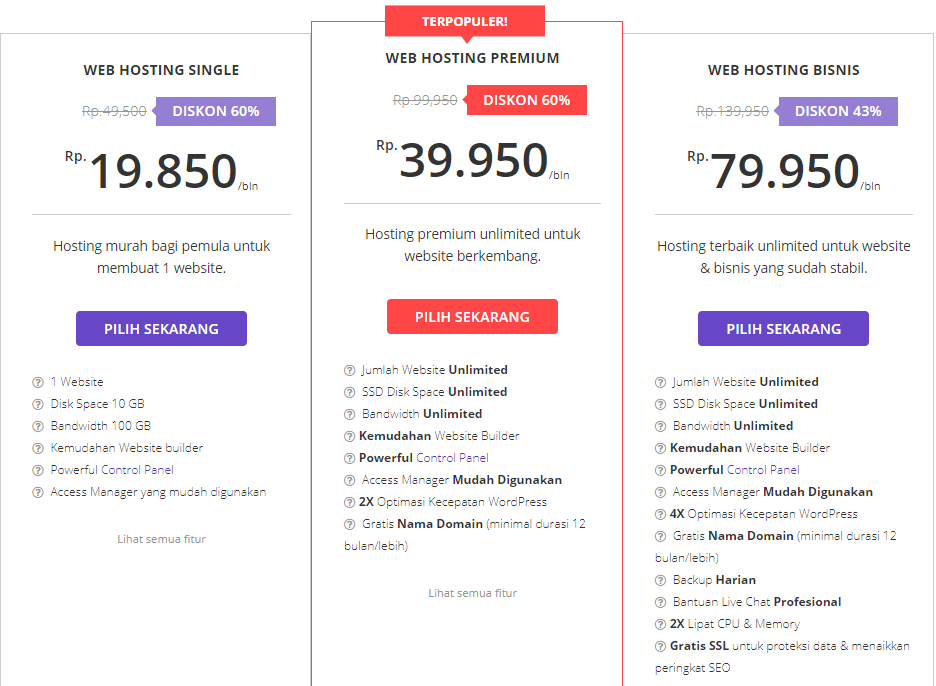 WEB HOSTING SINGLE
Rp.49,500
DISKON 60%
Rp.19.850/bln
Hosting murah bagi pemula untuk
membuat 1 website.
PILIH SEKARANG
1 Website
Disk Space 10 GB
Bandwidth 100 GB
Kemudahan Website builder
Powerful Control Panel
Access Manager yang mudah digunakan
Lihat semua fitur
TERPOPULER!
WEB HOSTING PREMIUM
Rp.99,950
DISKON 60%
Rp.39.950/bln
Hosting premium unlimited untuk
website berkembang.
PILIH SEKARANG
Jumlah Website Unlimited
SSD Disk Space Unlimited
Bandwidth Unlimited
Kemudahan Website Builder
Powerful Control Panel
Access Manager Mudah Digunakan
2X Optimasi Kecepatan WordPress
Gratis Nama Domain (minimal durasi 12
bulan/lebih)
Lihat semua fitur
WEB HOSTING BISNIS
Rp.139,950
DISKON 43%
Rp.79.950/bln
Hosting terbaik unlimited untuk website
& bisnis yang sudah stabil.
PILIH SEKARANG
Jumlah Website Unlimited
SSD Disk Space Unlimited
Bandwidth Unlimited
Kemudahan Website Builder
Powerful Control Panel
Access Manager Mudah Digunakan
4X Optimasi Kecepatan WordPress
Gratis Nama Domain (minimal durasi 12
bulan/lebih)
Backup Harian
Bantuan Live Chat Profesional
2X Lipat CPU & Memory
Gratis SSL untuk proteksi data & menaikkan
peringkat SEO